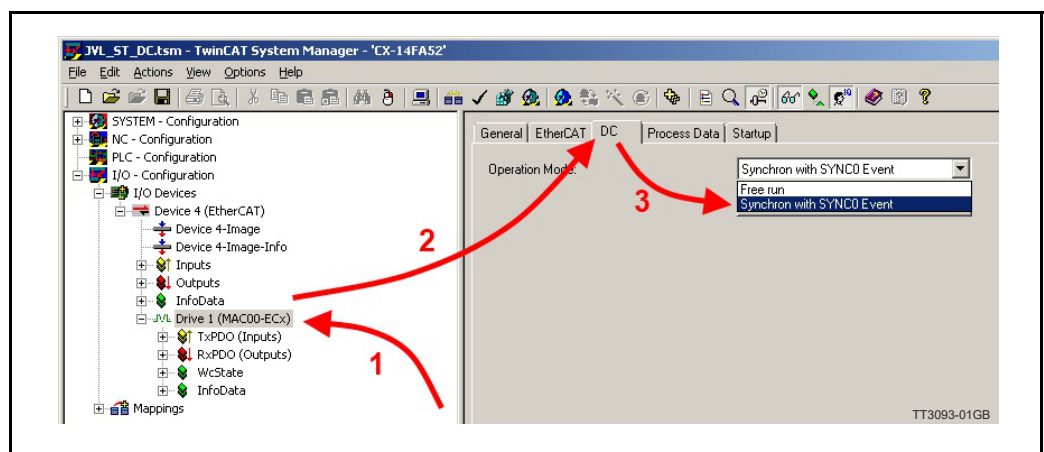 JVL_ST_DC.tsm - TwinCAT System Manager - 'CX-14FA52'
File Edit Actions View Options Help
SYSTEM - Configuration
NC - Configuration
PLC - Configuration
I/O - Configuration
I/O Devices
Device 4 (EtherCAT)
Device 4-Image
Device 4-Image-Info
Inputs
Outputs
InfoData
Drive 1 (MAC00-ECx)
TxPDO (Inputs)
RxPDO (Outputs)
WcState
InfoData
Mappings
General EtherCAT DC Process Data Startup
Operation Mode:
Synchron with SYNC0 Event
Free run
Synchron with SYNC0 Event
1
2
3
TT3093-01GB